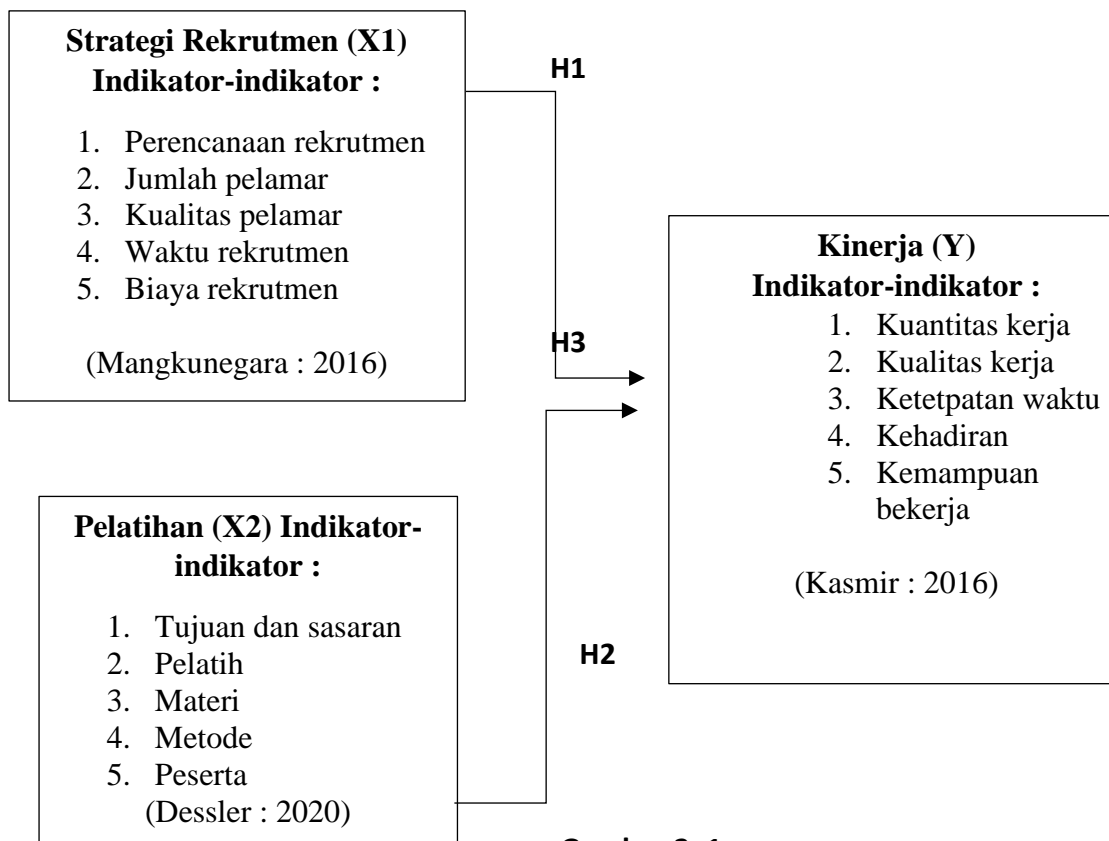 Strategi Rekrutmen (X1)
Indikator-indikator :
1. Perencanaan rekrutmen
2. Jumlah pelamar
3. Kualitas pelamar
4. Waktu rekrutmen
5. Biaya rekrutmen
(Mangkunegara : 2016)
H1
H3
Kinerja (Y)
Indikator-indikator :
1. Kuantitas kerja
2. Kualitas kerja
3. Ketetpatan waktu
4. Kehadiran
5. Kemampuan
bekerja
(Kasmir : 2016)
Pelatihan (X2) Indikator-
indikator :
1. Tujuan dan sasaran
2. Pelatih
3. Materi
4. Metode
5. Peserta
(Dessler : 2020)
H2